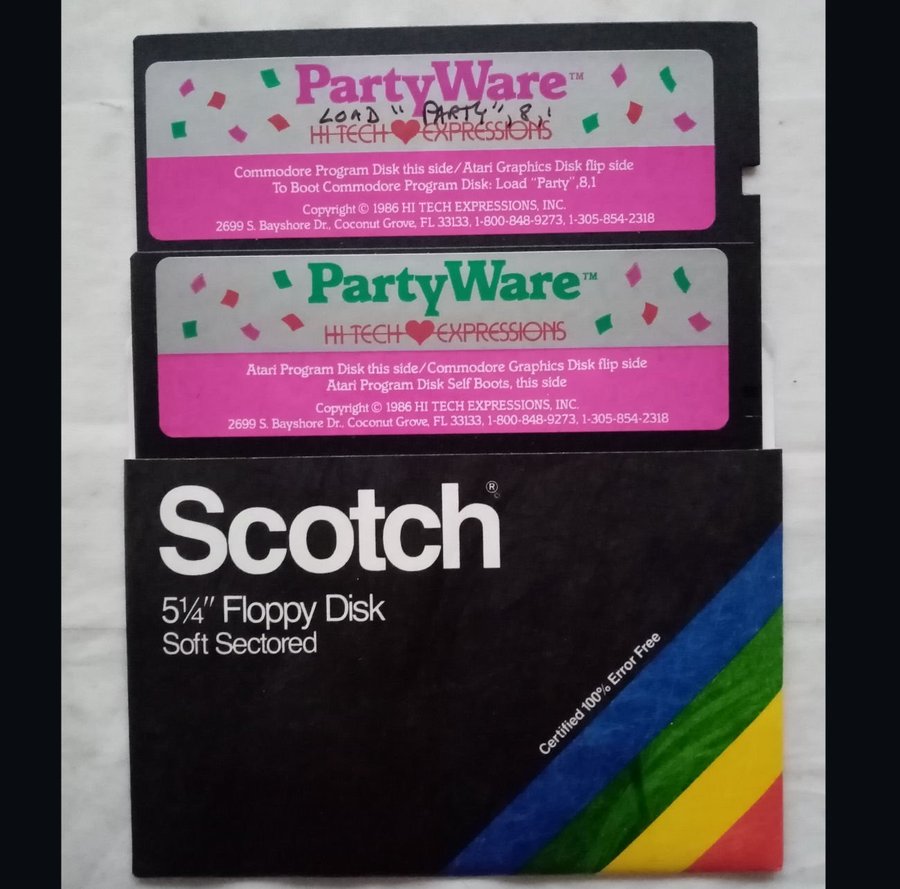 PartyWare™
LOAD "PARTY",8,1
HI TECH EXPRESSIONS
Commodore Program Disk this side/Atari Graphics Disk flip side
To Boot Commodore Program Disk: Load "Party",8,1
Copyright © 1986 HI TECH EXPRESSIONS, INC.
2699 S. Bayshore Dr., Coconut Grove, FL 33133, 1-800-848-9273, 1-305-854-2318
PartyWare™
HI TECH EXPRESSIONS
Atari Program Disk this side/Commodore Graphics Disk flip side
Atari Program Disk Self Boots, this side
Copyright © 1986 HI TECH EXPRESSIONS, INC.
2699 S. Bayshore Dr., Coconut Grove, FL 33133, 1-800-848-9273, 1-305-854-2318
Scotch®
5¼" Floppy Disk
Soft Sectored
Certified 100% Error Free